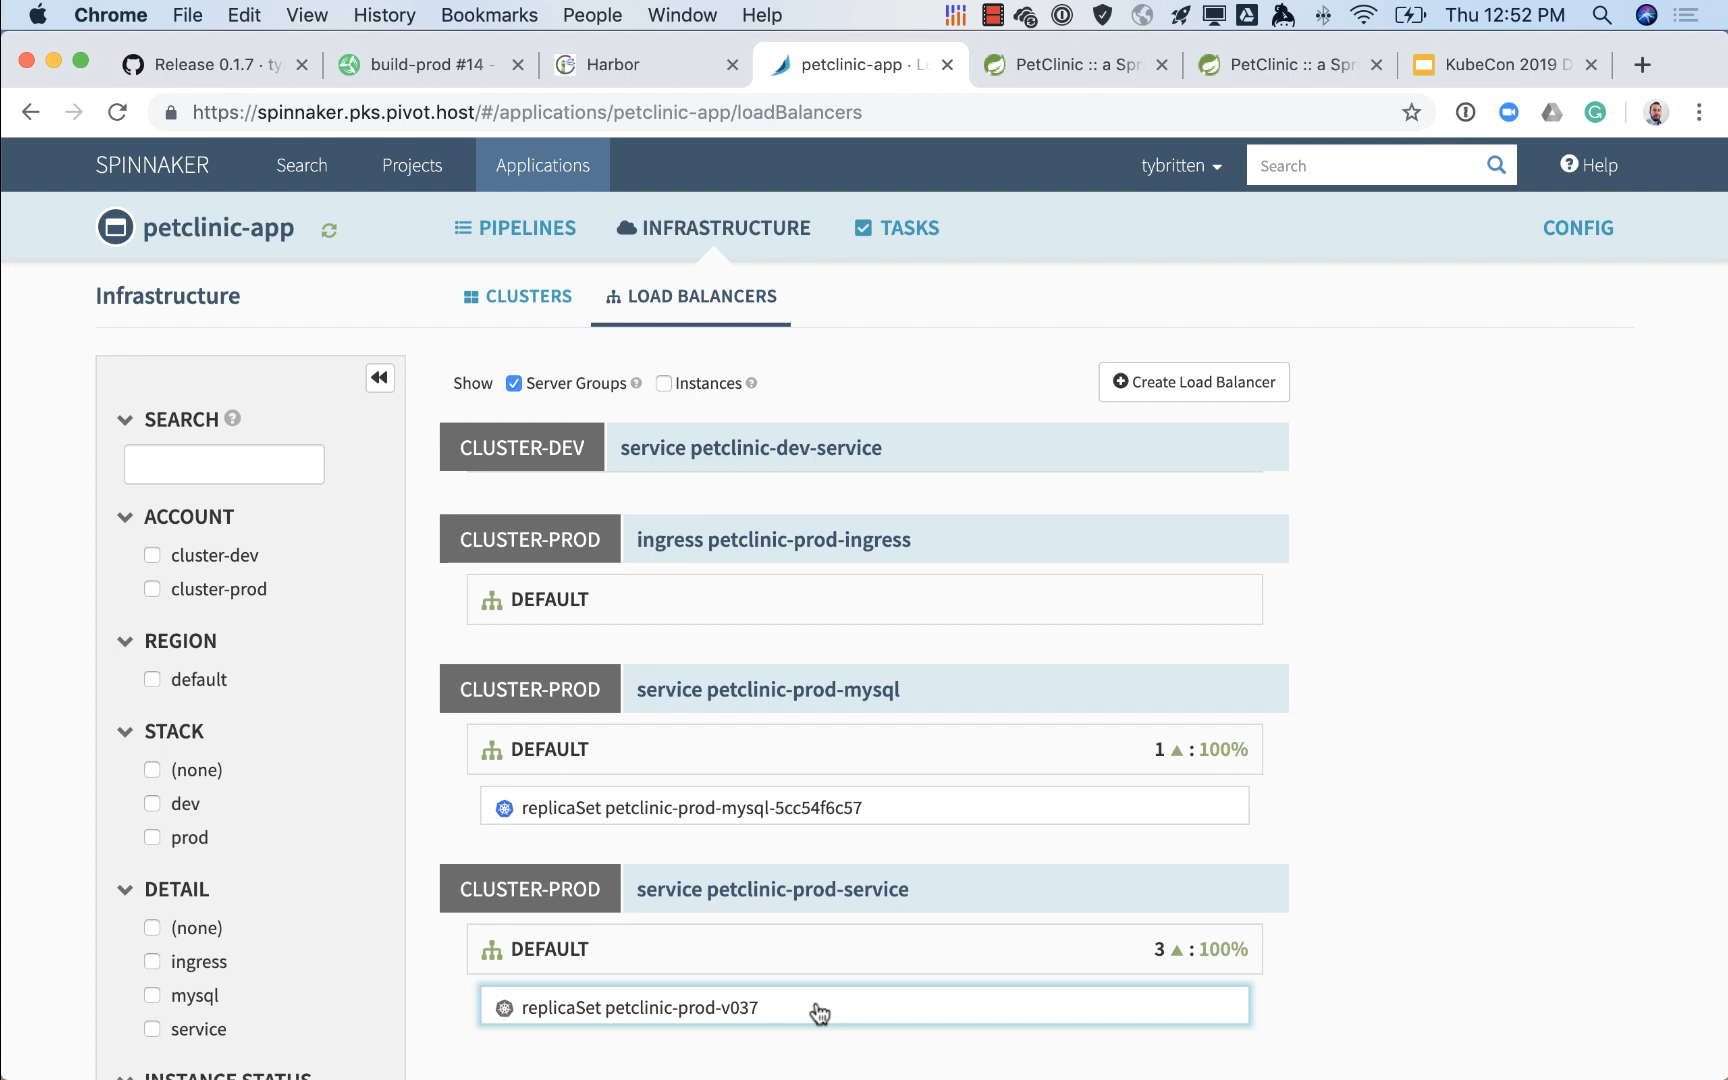 Chrome File Edit View History Bookmarks People Window Help Thu 12:52 PM
Release 0.1.7 · ty
build-prod #14 -
Harbor
petclinic-app · L
PetClinic :: a Spr
PetClinic :: a Spr
KubeCon 2019 D
https://spinnaker.pks.pivot.host/#/applications/petclinic-app/loadBalancers
SPINNAKER Search Projects Applications tybritten Search Help
petclinic-app PIPELINES INFRASTRUCTURE TASKS CONFIG
Infrastructure CLUSTERS LOAD BALANCERS
SEARCH
ACCOUNT
cluster-dev
cluster-prod
REGION
default
STACK
(none)
dev
prod
DETAIL
(none)
ingress
mysql
service
INSTANCE STATUS
Show Server Groups Instances Create Load Balancer
CLUSTER-DEV service petclinic-dev-service
CLUSTER-PROD ingress petclinic-prod-ingress
DEFAULT
CLUSTER-PROD service petclinic-prod-mysql
DEFAULT 1 ▲ : 100%
replicaSet petclinic-prod-mysql-5cc54f6c57
CLUSTER-PROD service petclinic-prod-service
DEFAULT 3 ▲ : 100%
replicaSet petclinic-prod-v037